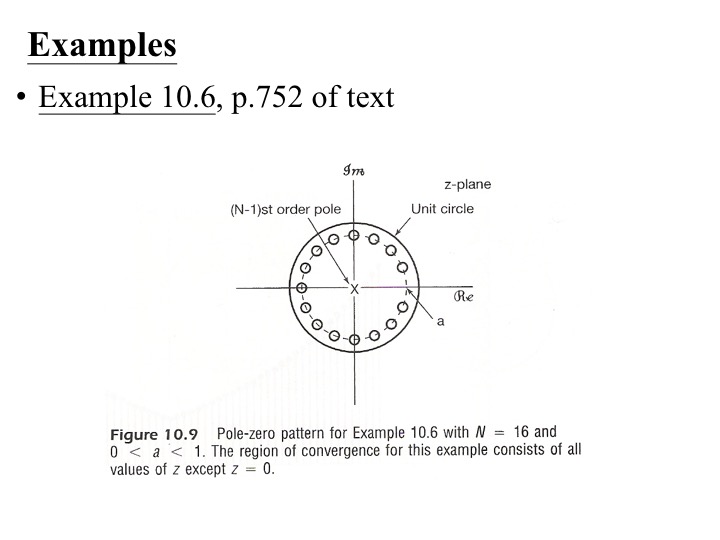 Examples
• Example 10.6, p.752 of text
ℐm
z-plane
(N-1)st order pole
Unit circle
X
ℛe
a
Figure 10.9 Pole-zero pattern for Example 10.6 with N = 16 and
0 < a < 1. The region of convergence for this example consists of all
values of z except z = 0.